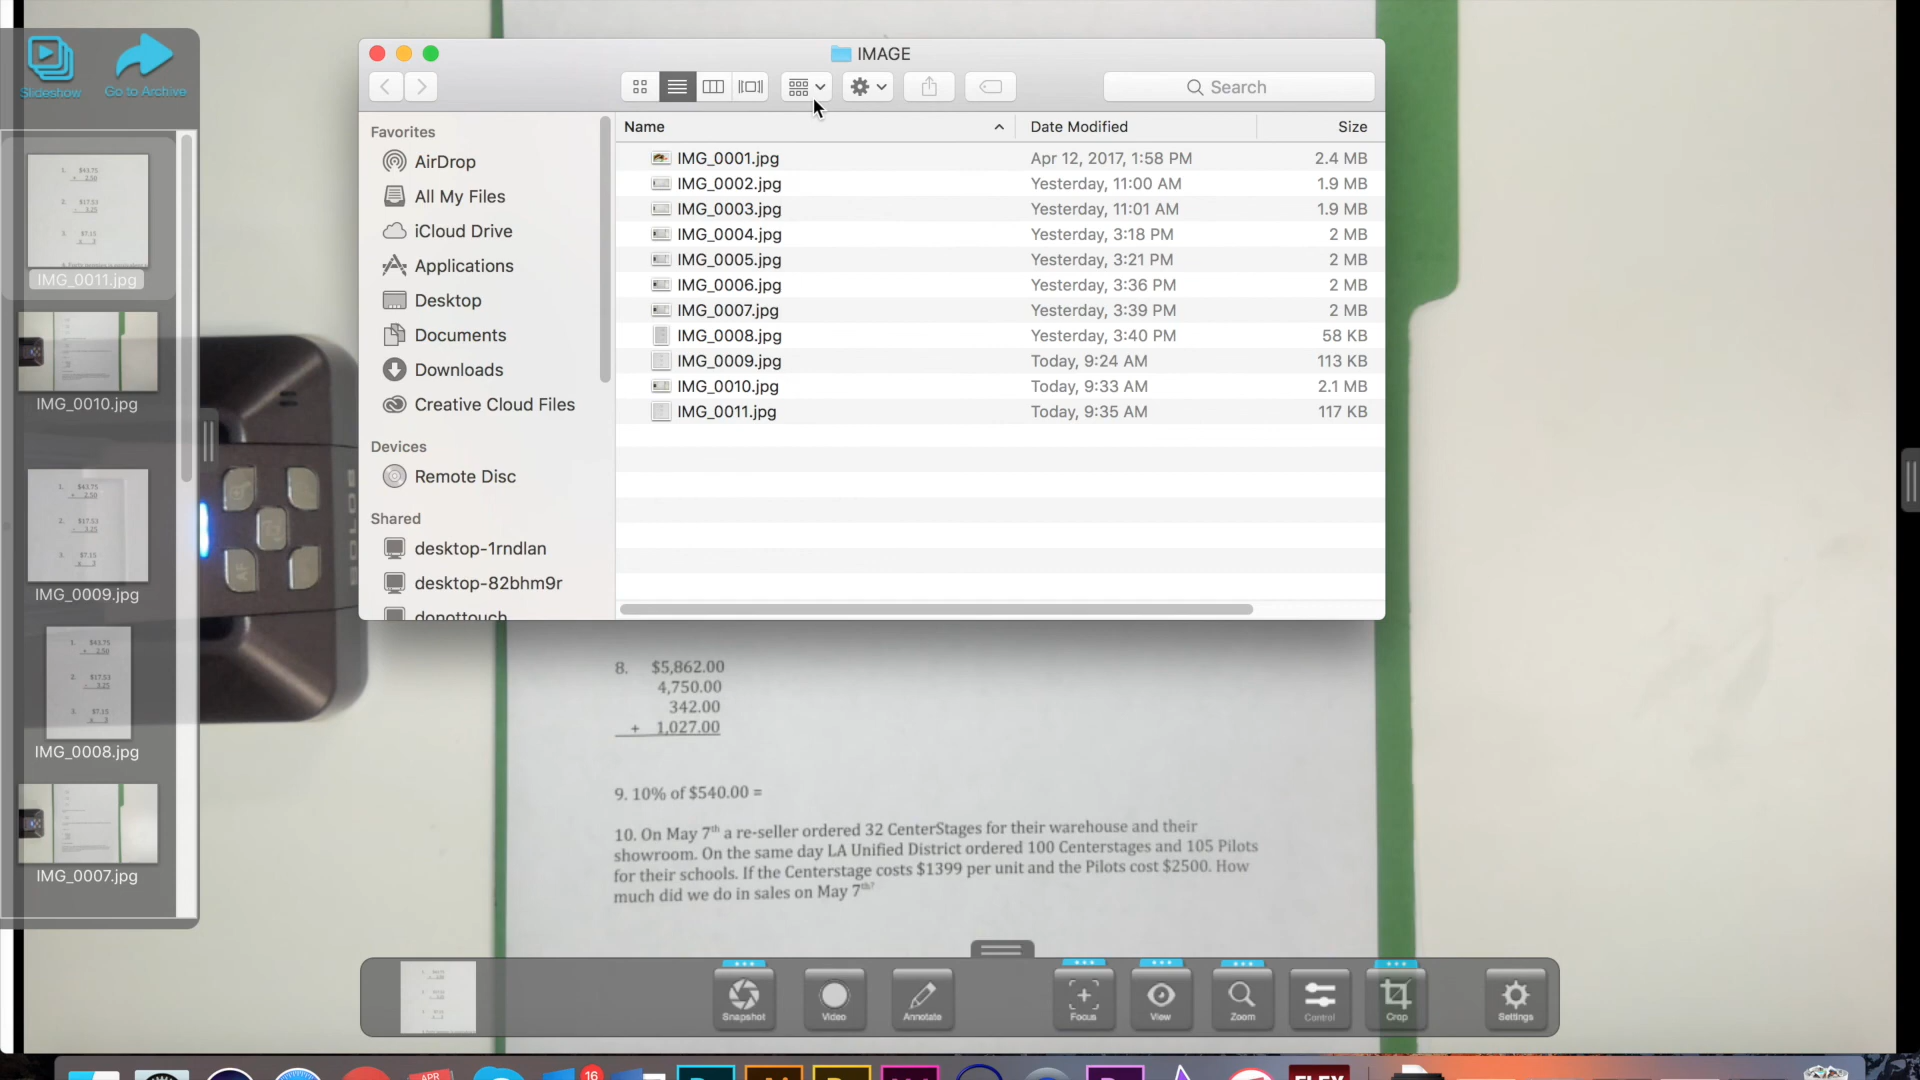 Slideshow
Go to Archive
IMG_0011.jpg
IMG_0010.jpg
IMG_0009.jpg
IMG_0008.jpg
IMG_0007.jpg
IMAGE
Search
Favorites
AirDrop
All My Files
iCloud Drive
Applications
Desktop
Documents
Downloads
Creative Cloud Files
Devices
Remote Disc
Shared
desktop-1rndlan
desktop-82bhm9r
donottouch
Name Date Modified Size
IMG_0001.jpg Apr 12, 2017, 1:58 PM 2.4 MB
IMG_0002.jpg Yesterday, 11:00 AM 1.9 MB
IMG_0003.jpg Yesterday, 11:01 AM 1.9 MB
IMG_0004.jpg Yesterday, 3:18 PM 2 MB
IMG_0005.jpg Yesterday, 3:21 PM 2 MB
IMG_0006.jpg Yesterday, 3:36 PM 2 MB
IMG_0007.jpg Yesterday, 3:39 PM 2 MB
IMG_0008.jpg Yesterday, 3:40 PM 58 KB
IMG_0009.jpg Today, 9:24 AM 113 KB
IMG_0010.jpg Today, 9:33 AM 2.1 MB
IMG_0011.jpg Today, 9:35 AM 117 KB
8. $5,862.00
4,750.00
342.00
+ 1,027.00
9. 10% of $540.00 =
10. On May 7th a re-seller ordered 32 CenterStages for their warehouse and their
showroom. On the same day LA Unified District ordered 100 Centerstages and 105 Pilots
for their schools. If the Centerstage costs $1399 per unit and the Pilots cost $2500. How
much did we do in sales on May 7th?
Snapshot
Video
Annotate
Focus
View
Zoom
Control
Crop
Settings
AF
APR
16
FLEX